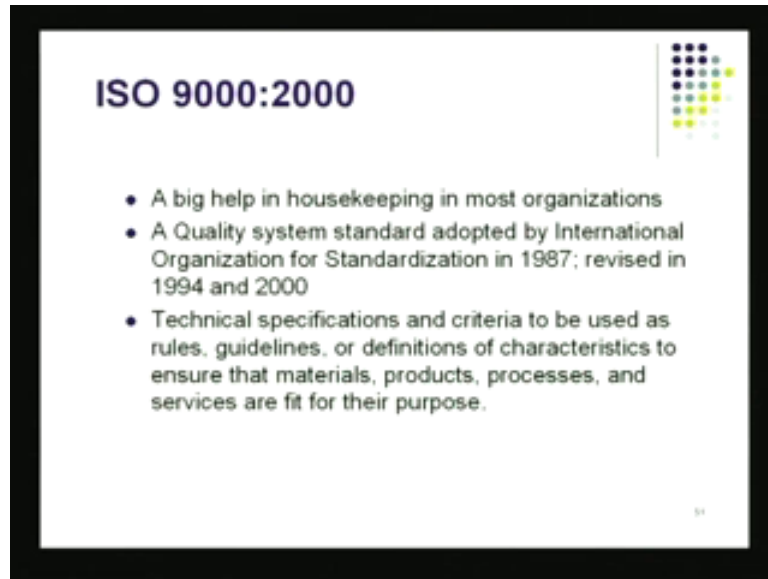 ISO 9000:2000
• A big help in housekeeping in most organizations
• A Quality system standard adopted by International
Organization for Standardization in 1987; revised in
1994 and 2000
• Technical specifications and criteria to be used as
rules, guidelines, or definitions of characteristics to
ensure that materials, products, processes, and
services are fit for their purpose.